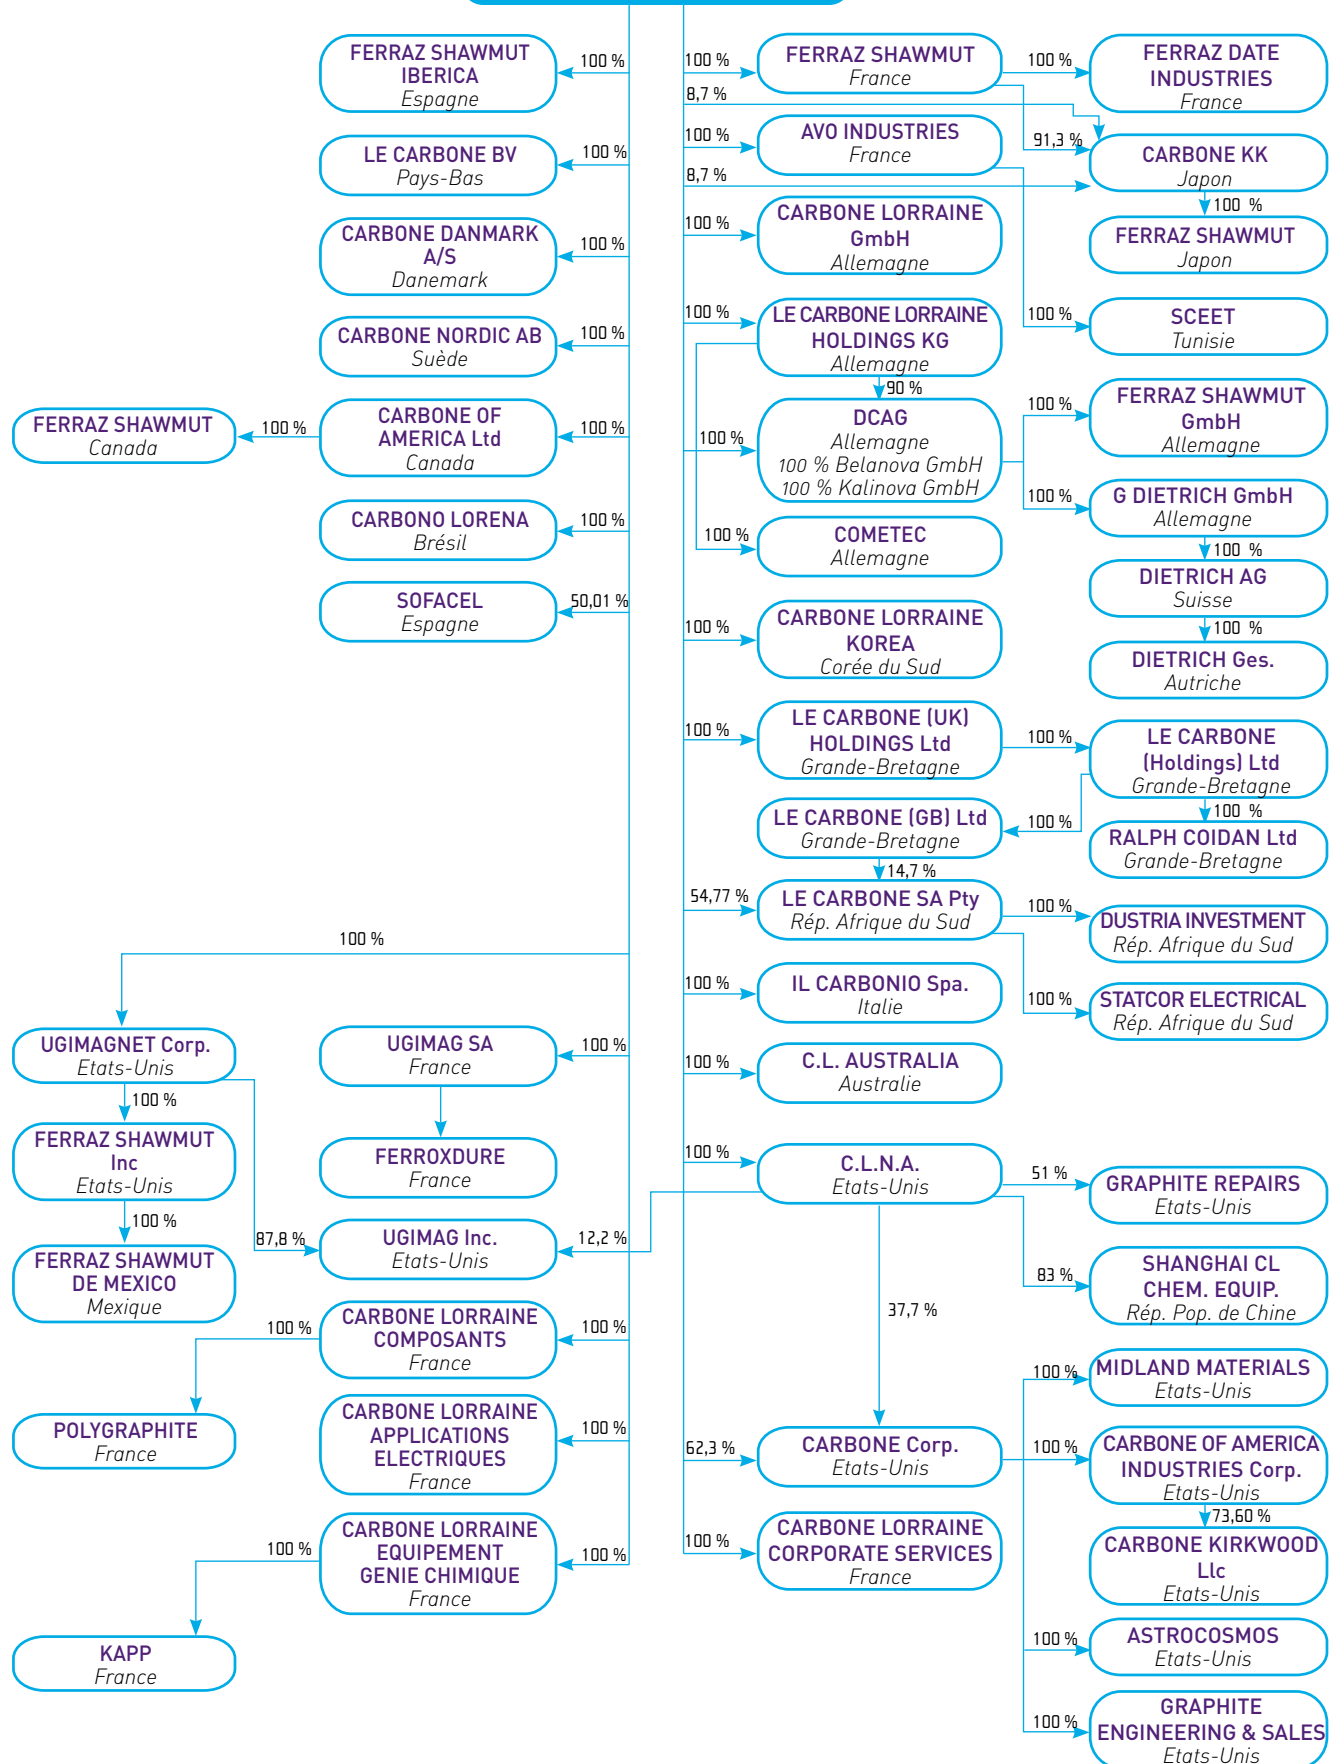 FERRAZ SHAWMUT
IBERICA
Espagne
100 %
LE CARBONE BV
Pays-Bas
100 %
CARBONE DANMARK
A/S
Danemark
100 %
CARBONE NORDIC AB
Suède
100 %
FERRAZ SHAWMUT
Canada
100 %
CARBONE OF
AMERICA Ltd
Canada
100 %
CARBONO LORENA
Brésil
100 %
SOFACEL
Espagne
50,01 %
100 %
UGIMAGNET Corp.
Etats-Unis
100 %
FERRAZ SHAWMUT
Inc
Etats-Unis
100 %
FERRAZ SHAWMUT
DE MEXICO
Mexique
UGIMAG SA
France
100 %
FERROXDURE
France
87,8 %
UGIMAG Inc.
Etats-Unis
12,2 %
CARBONE LORRAINE
COMPOSANTS
France
100 %
100 %
POLYGRAPHITE
France
CARBONE LORRAINE
APPLICATIONS
ELECTRIQUES
France
100 %
CARBONE LORRAINE
EQUIPEMENT
GENIE CHIMIQUE
France
100 %
100 %
KAPP
France
100 %
FERRAZ SHAWMUT
France
100 %
FERRAZ DATE
INDUSTRIES
France
8,7 %
100 %
AVO INDUSTRIES
France
91,3 %
CARBONE KK
Japon
8,7 %
100 %
FERRAZ SHAWMUT
Japon
100 %
CARBONE LORRAINE
GmbH
Allemagne
100 %
SCEET
Tunisie
100 %
LE CARBONE LORRAINE
HOLDINGS KG
Allemagne
90 %
100 %
DCAG
Allemagne
100 % Belanova GmbH
100 % Kalinova GmbH
100 %
FERRAZ SHAWMUT
GmbH
Allemagne
100 %
G DIETRICH GmbH
Allemagne
100 %
DIETRICH AG
Suisse
100 %
DIETRICH Ges.
Autriche
100 %
COMETEC
Allemagne
100 %
CARBONE LORRAINE
KOREA
Corée du Sud
100 %
LE CARBONE (UK)
HOLDINGS Ltd
Grande-Bretagne
100 %
LE CARBONE
(Holdings) Ltd
Grande-Bretagne
100 %
RALPH COIDAN Ltd
Grande-Bretagne
LE CARBONE (GB) Ltd
Grande-Bretagne
100 %
14,7 %
54,77 %
LE CARBONE SA Pty
Rép. Afrique du Sud
100 %
DUSTRIA INVESTMENT
Rép. Afrique du Sud
100 %
STATCOR ELECTRICAL
Rép. Afrique du Sud
100 %
IL CARBONIO Spa.
Italie
100 %
C.L. AUSTRALIA
Australie
100 %
C.L.N.A.
Etats-Unis
51 %
GRAPHITE REPAIRS
Etats-Unis
83 %
SHANGHAI CL
CHEM. EQUIP.
Rép. Pop. de Chine
37,7 %
62,3 %
CARBONE Corp.
Etats-Unis
100 %
MIDLAND MATERIALS
Etats-Unis
100 %
CARBONE OF AMERICA
INDUSTRIES Corp.
Etats-Unis
73,60 %
CARBONE KIRKWOOD
Llc
Etats-Unis
100 %
ASTROCOSMOS
Etats-Unis
100 %
GRAPHITE
ENGINEERING & SALES
Etats-Unis
100 %
CARBONE LORRAINE
CORPORATE SERVICES
France